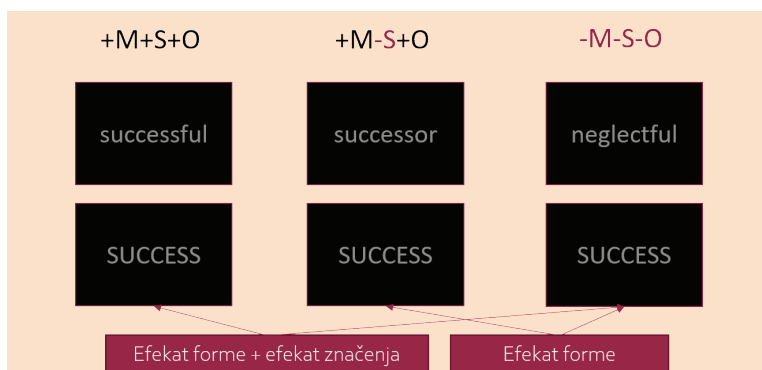 +M+S+O +M-S+O -M-S-O
successful successor neglectful
SUCCESS SUCCESS SUCCESS
Efekat forme + efekat značenja Efekat forme